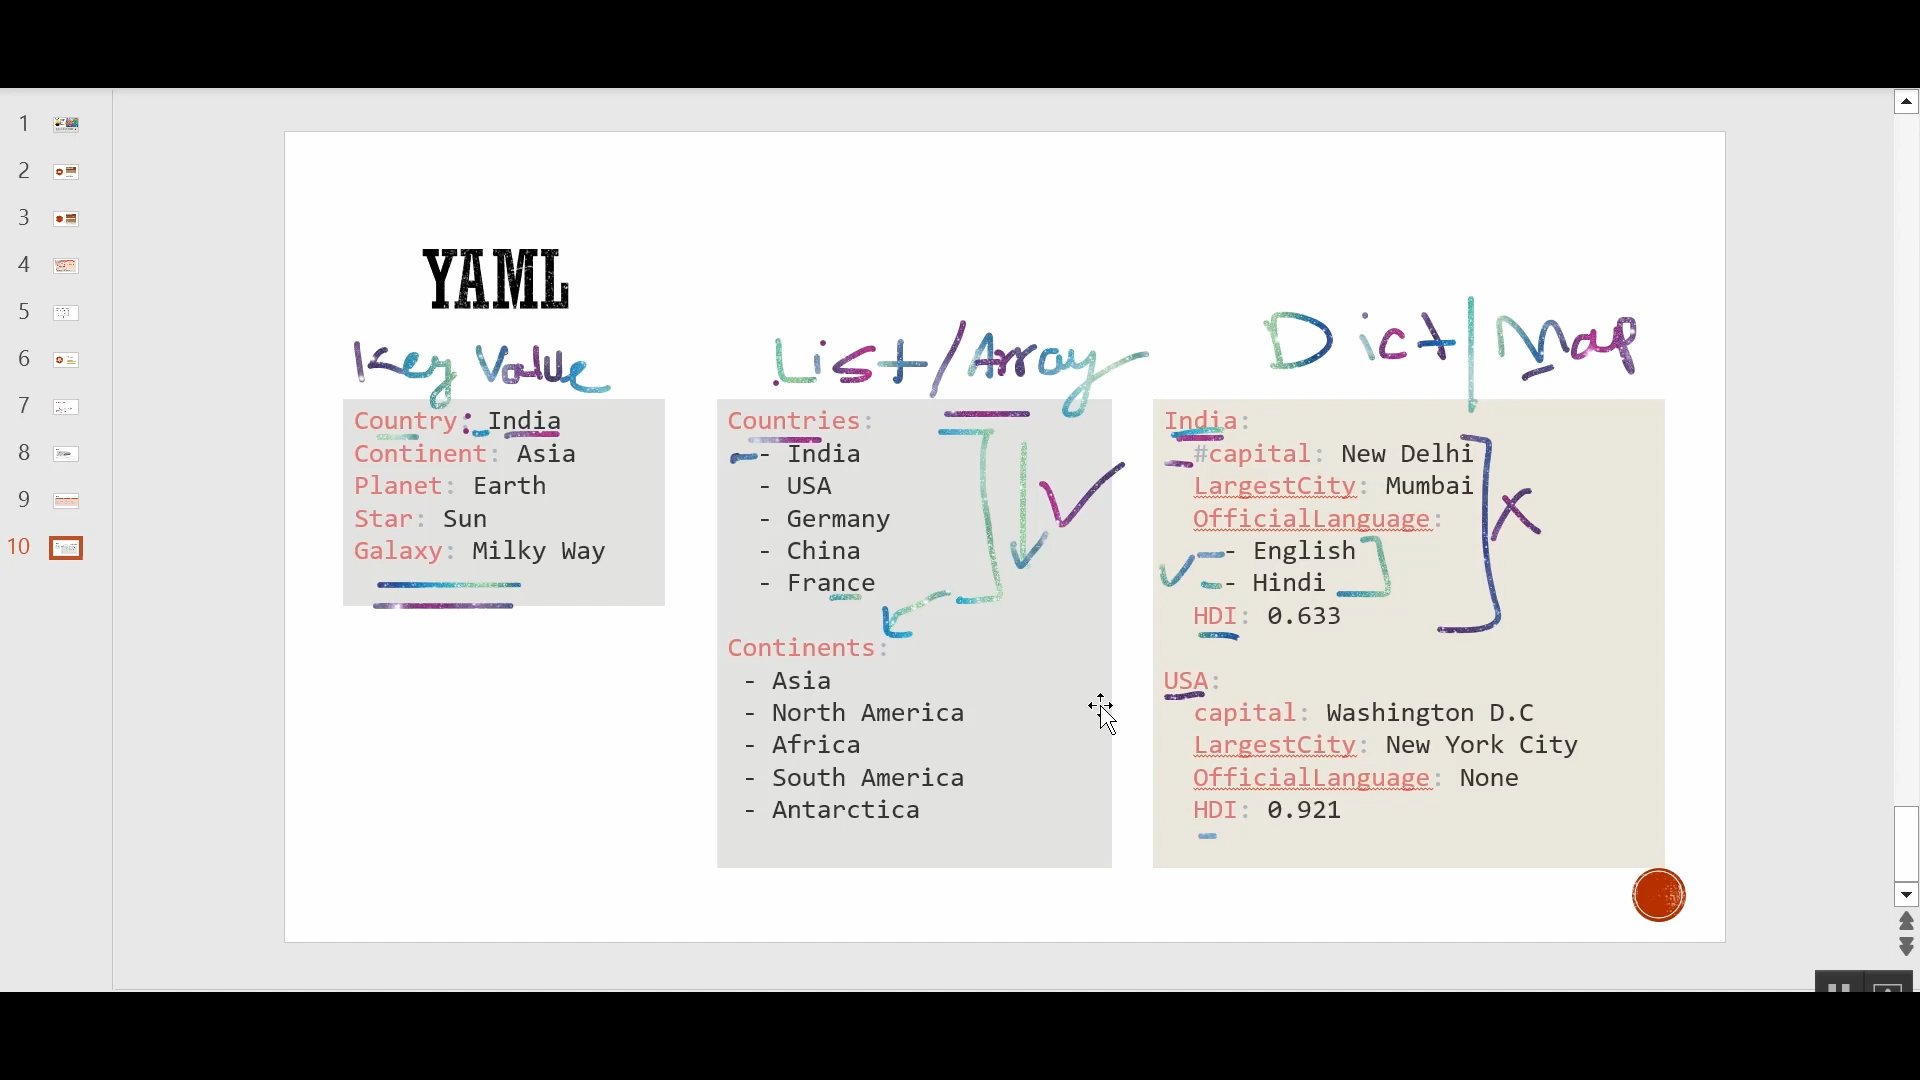 1
2
3
4
5
6
7
8
9
10
YAML
Key Value
Country: India
Continent: Asia
Planet: Earth
Star: Sun
Galaxy: Milky Way
List/Array
Countries:
- India
- USA
- Germany
- China
- France
Continents:
- Asia
- North America
- Africa
- South America
- Antarctica
Dict|Map
India:
#capital: New Delhi
LargestCity: Mumbai
OfficialLanguage:
- English
- Hindi
HDI: 0.633
USA:
capital: Washington D.C
LargestCity: New York City
OfficialLanguage: None
HDI: 0.921